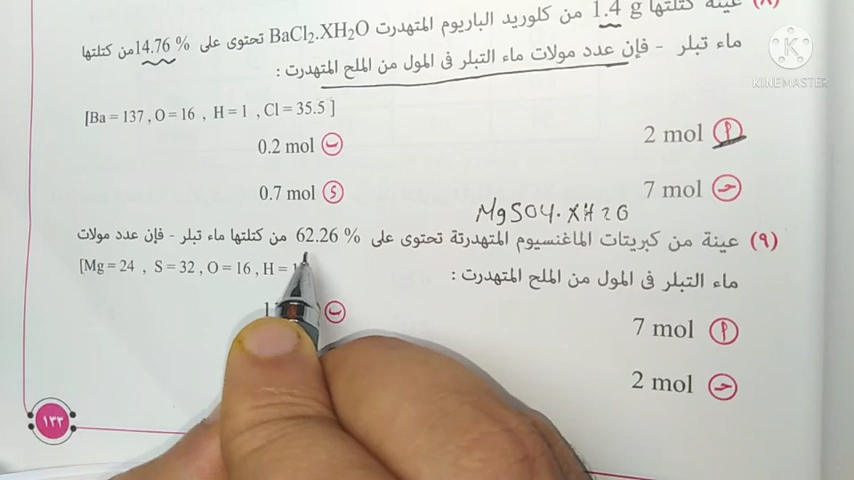 (٨) عينة كتلتها 1.4 g من كلوريد الباريوم المتهدرت BaCl₂.XH₂O تحتوى على 14.76 % من كتلتها
ماء تبلر - فإن عدد مولات ماء التبلر فى المول من الملح المتهدرت :
[Ba = 137 , O = 16 , H = 1 , Cl = 35.5 ]
أ 2 mol
ب 0.2 mol
ج 7 mol
د 0.7 mol
MgSO4.XH2O
(٩) عينة من كبريتات الماغنسيوم المتهدرتة تحتوى على 62.26 % من كتلتها ماء تبلر - فإن عدد مولات
ماء التبلر فى المول من الملح المتهدرت :
[Mg = 24 , S = 32 , O = 16 , H =
أ 7 mol
ب
ج 2 mol
١٣٣
K
KINEMASTER